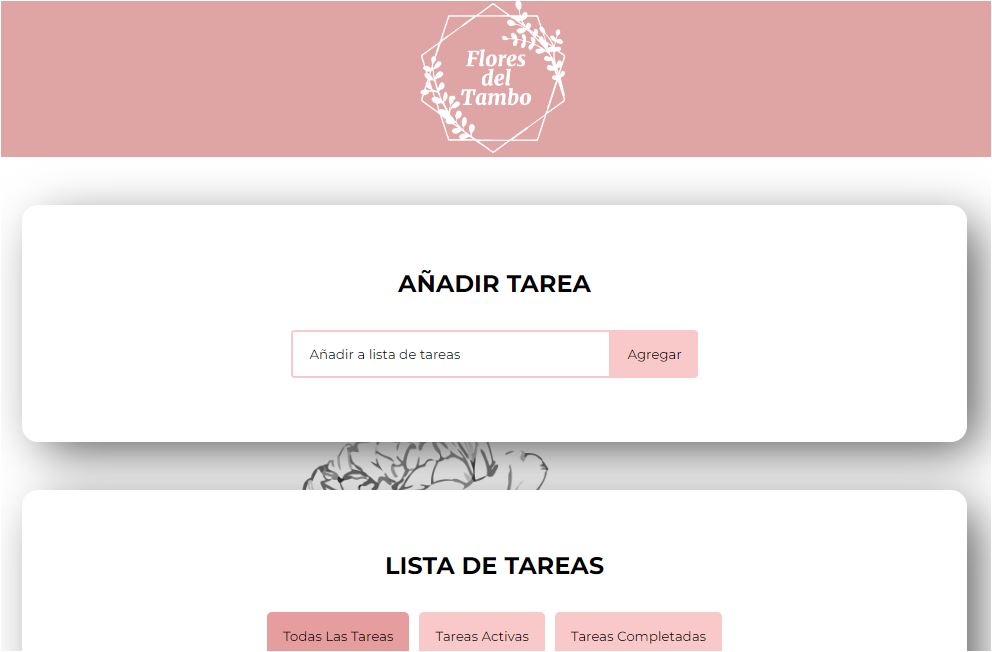 Flores
del
Tambo
AÑADIR TAREA
Añadir a lista de tareas
Agregar
LISTA DE TAREAS
Todas Las Tareas
Tareas Activas
Tareas Completadas